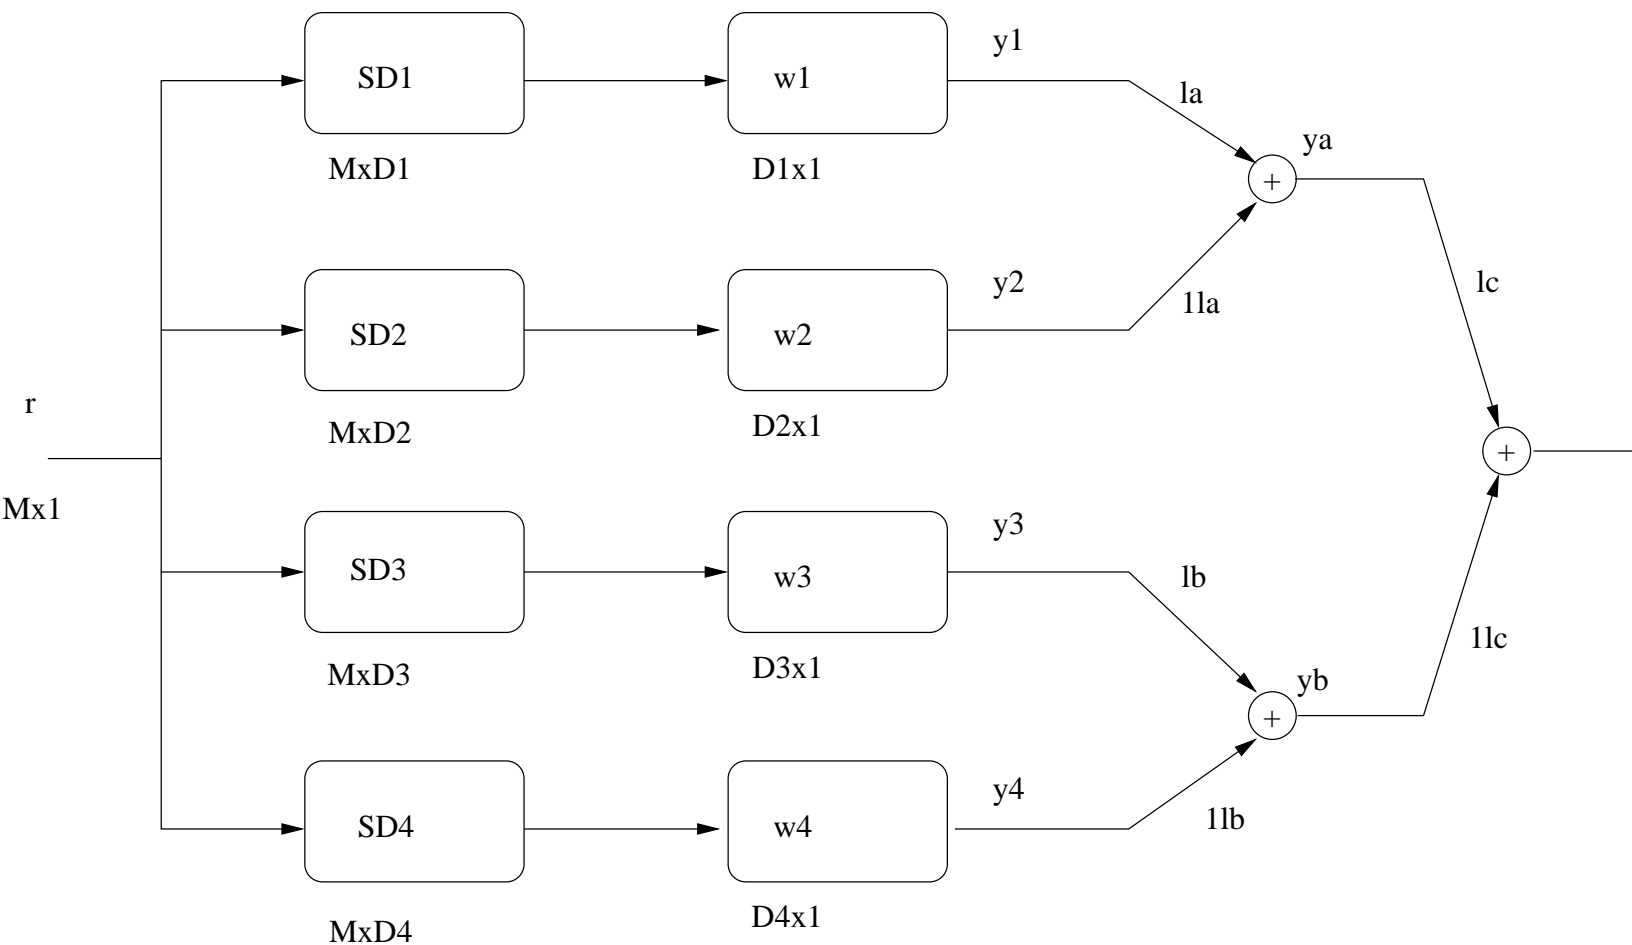 y1
SD1
w1
la
ya
MxD1
D1x1
+
y2
lc
1la
SD2
w2
r
MxD2
D2x1
+
Mx1
y3
SD3
w3
lb
1lc
MxD3
D3x1
yb
+
y4
SD4
w4
1lb
MxD4
D4x1